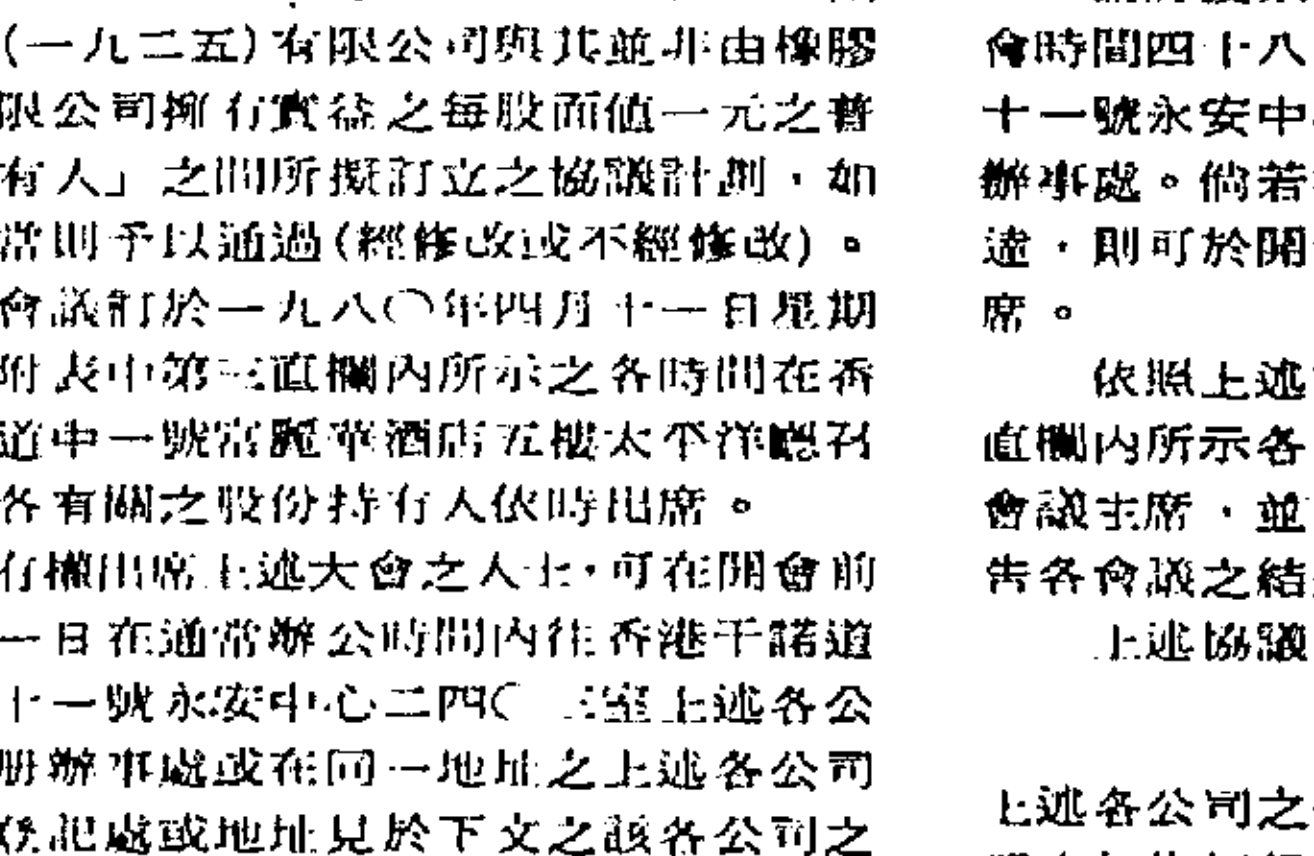 (一九二五)有限公司與其並非由橡膠
限公司擁有實益之每股面值一元之普
有人」之間所擬訂立之協議計劃，如
當則予以通過(經修改或不經修改)。
會議訂於一九八〇年四月十一日星期
附表中第三直欄內所示之各時間在香
道中一號富麗華酒店五樓太平洋廳召
各有關之股份持有人依時出席。
有權出席上述大會之人士，可在開會前
一日在通常辦公時間內往香港干諾道
十一號永安中心二四〇三室上述各公
册辦事處或在同一地址之上述各公司
記處或地址見於下文之該各公司之
會時間四十八
十一號永安中
辦事處。倘若
達，則可於開
席。
依照上述
直欄內所示各
會議主席，並
告各會議之結
上述協議
上述各公司之